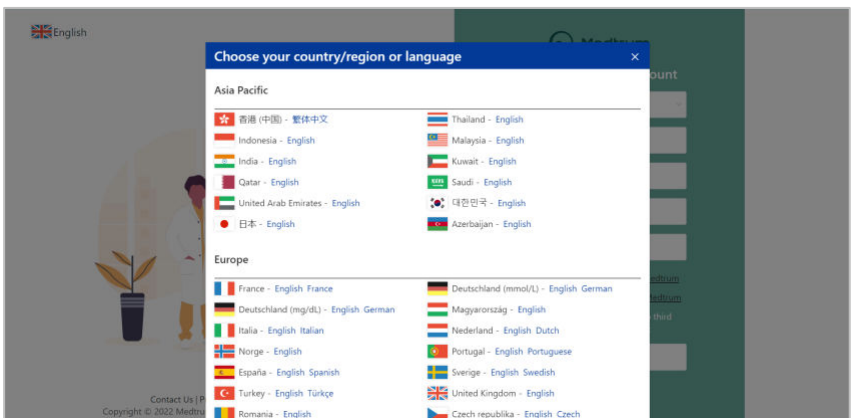 English
Choose your country/region or language ×
ount
Asia Pacific
香港 (中国) - 繁体中文
Thailand - English
Indonesia - English
Malaysia - English
India - English
Kuwait - English
Qatar - English
Saudi - English
United Arab Emirates - English
대한민국 - English
日本 - English
Azerbaijan - English
Europe
France - English France
Deutschland (mmol/L) - English German
Deutschland (mg/dL) - English German
Magyarország - English
Italia - English Italian
Nederland - English Dutch
Norge - English
Portugal - English Portuguese
España - English Spanish
Sverige - English Swedish
Turkey - English Türkçe
United Kingdom - English
Romania - English
Czech republika - English Czech
third
Contact Us | P
Copyright © 2022 Medtru